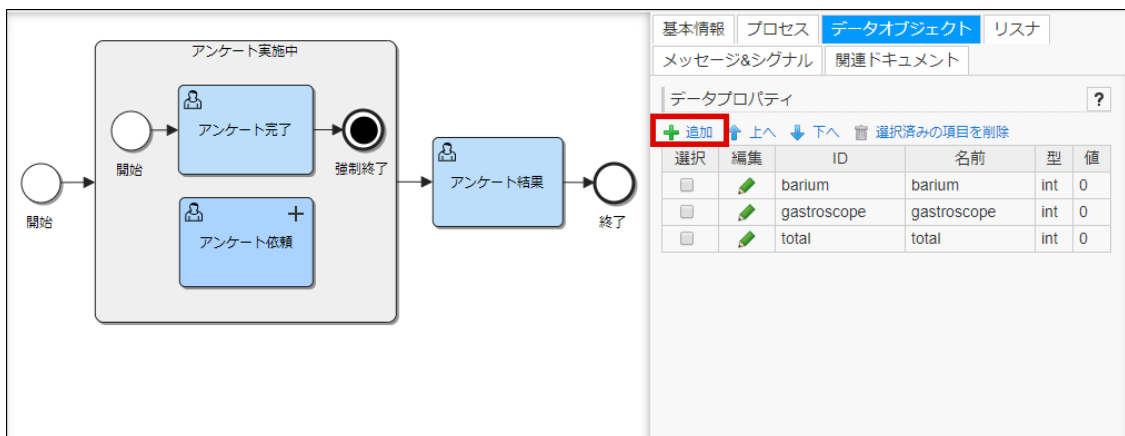 アンケート実施中
アンケート完了
開始
強制終了
アンケート依頼
開始
アンケート結果
終了
基本情報 プロセス データオブジェクト リスナ
メッセージ&シグナル 関連ドキュメント
データプロパティ ?
追加 上へ 下へ 選択済みの項目を削除
選択 編集 ID 名前 型 値
barium barium int 0
gastroscope gastroscope int 0
total total int 0